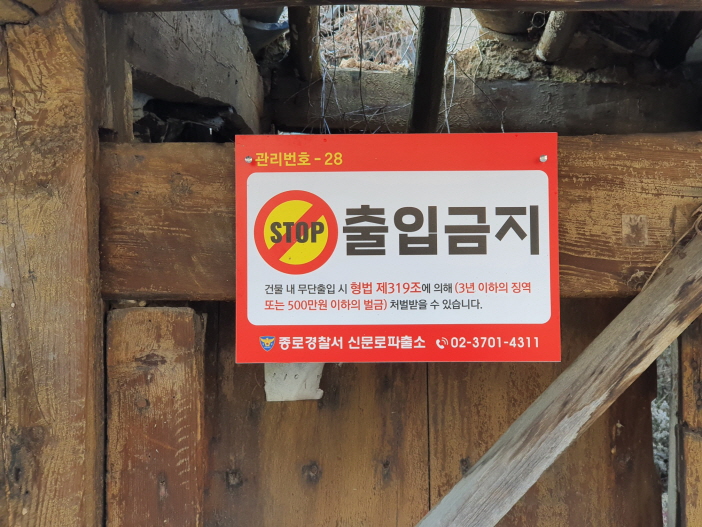 관리번호 - 28
STOP 출입금지
건물 내 무단출입 시 형법 제319조에 의해 (3년 이하의 징역
또는 500만원 이하의 벌금) 처벌받을 수 있습니다.
종로경찰서 신문로파출소 02-3701-4311